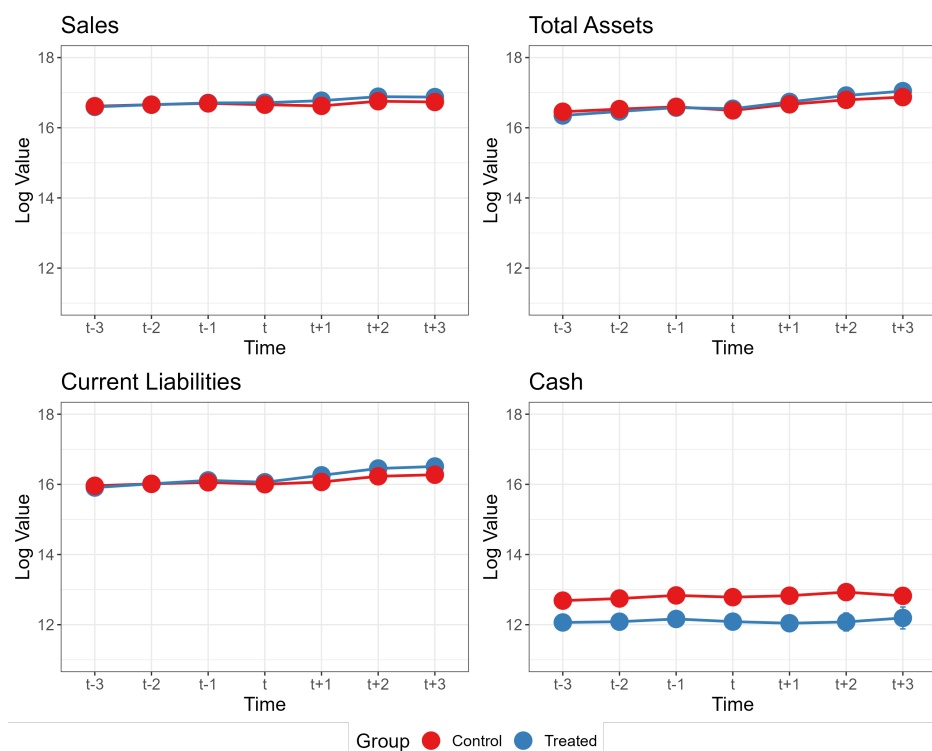 Sales
Log Value
18
16
14
12
t-3 t-2 t-1 t t+1 t+2 t+3
Time
Total Assets
Log Value
18
16
14
12
t-3 t-2 t-1 t t+1 t+2 t+3
Time
Current Liabilities
Log Value
18
16
14
12
t-3 t-2 t-1 t t+1 t+2 t+3
Time
Cash
Log Value
18
16
14
12
t-3 t-2 t-1 t t+1 t+2 t+3
Time
Group Control Treated